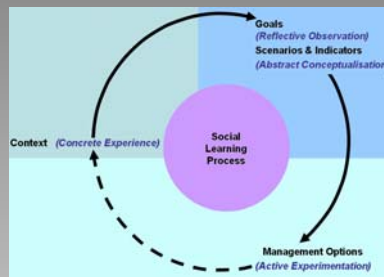 Goals
(Reflective Observation)
Scenarios & Indicators
(Abstract Conceptualisation
Context (Concrete Experience)
Social
Learning
Process
Management Options
(Active Experimentation)